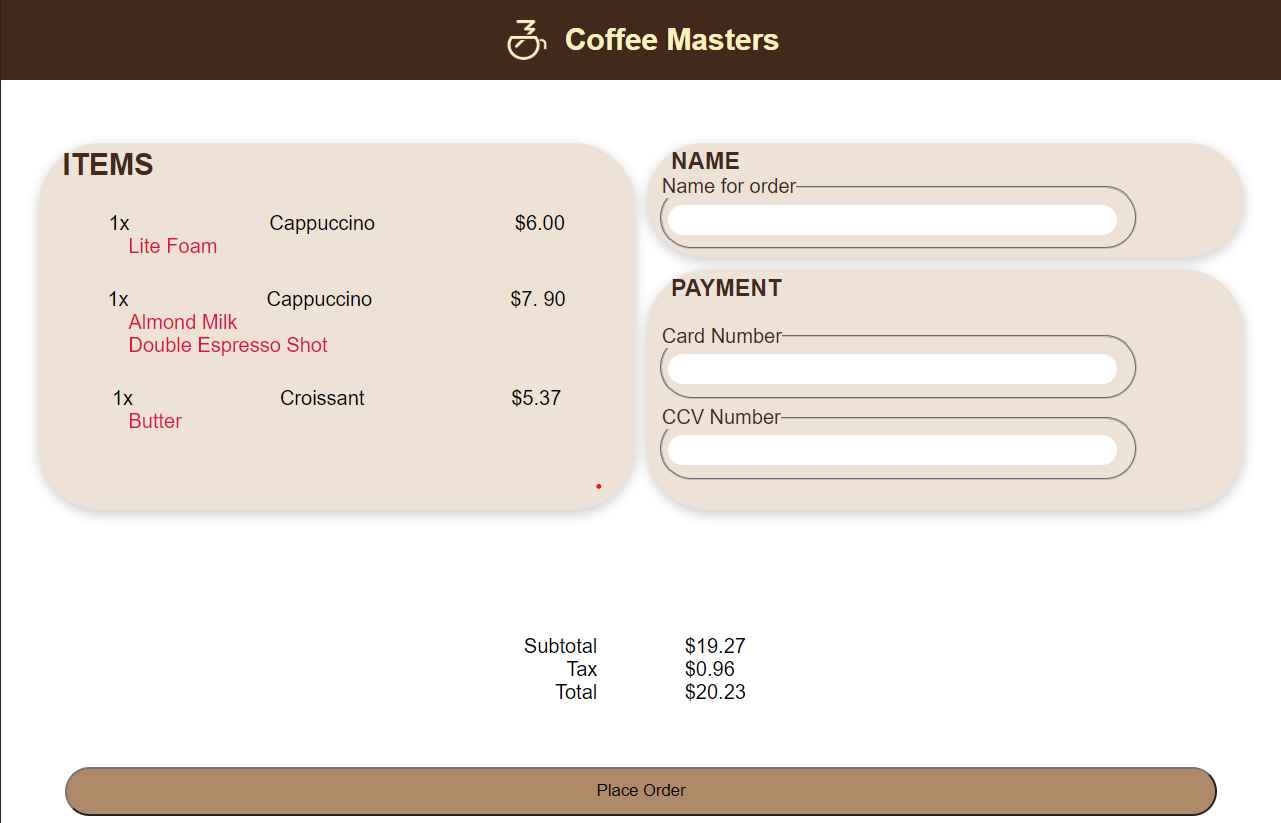 Coffee Masters
ITEMS
1x Cappuccino $6.00
Lite Foam
1x Cappuccino $7. 90
Almond Milk
Double Espresso Shot
1x Croissant $5.37
Butter
NAME
Name for order
PAYMENT
Card Number
CCV Number
Subtotal $19.27
Tax $0.96
Total $20.23
Place Order